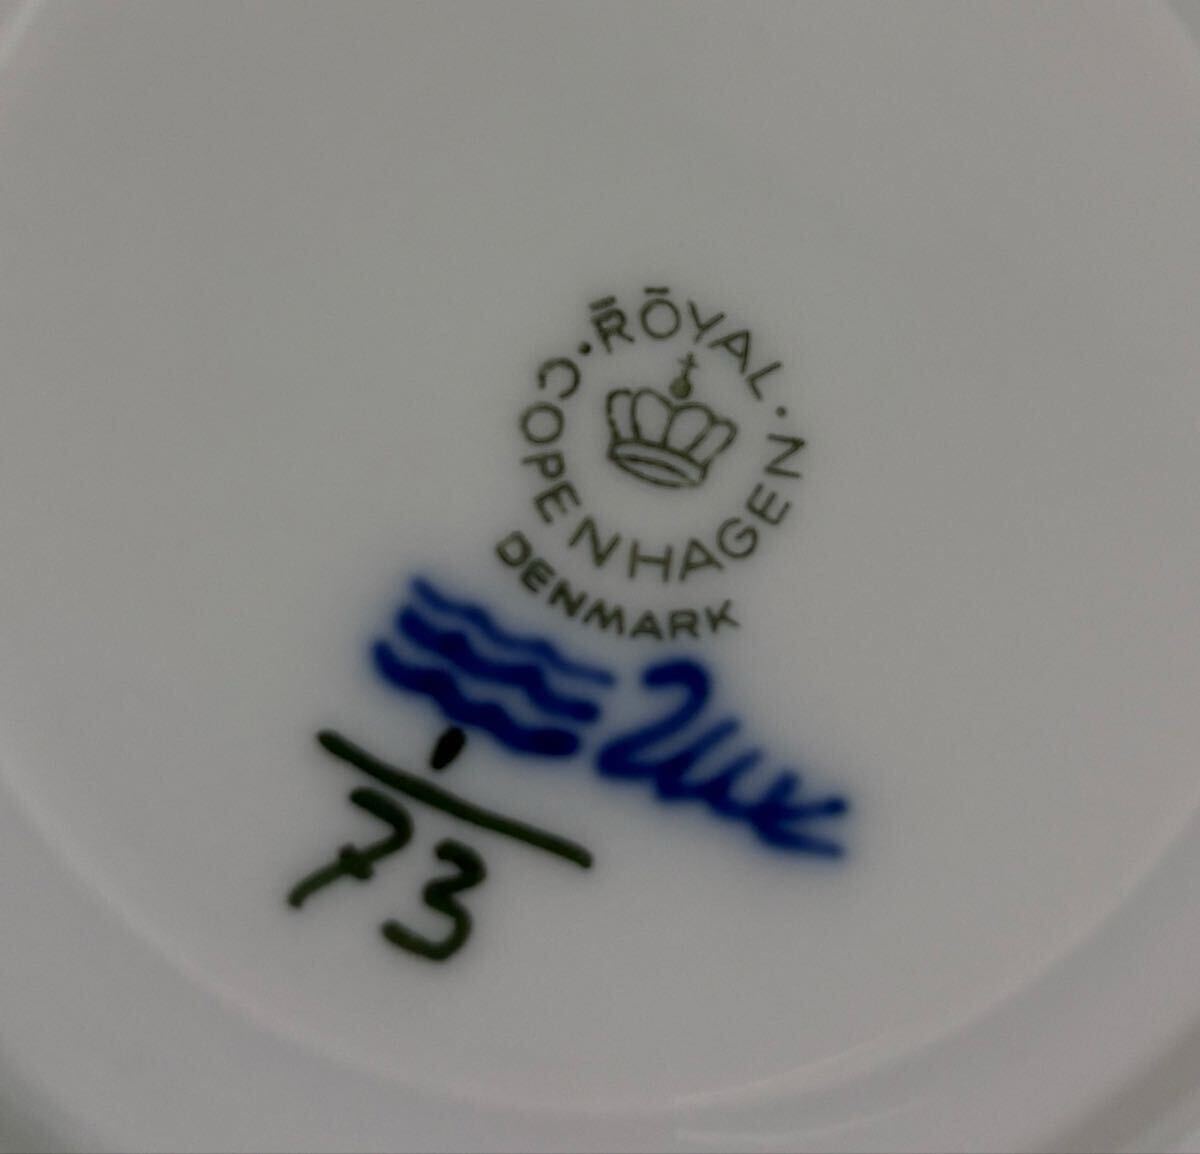 ROYAL · COPENHAGEN ·
DENMARK
1
73